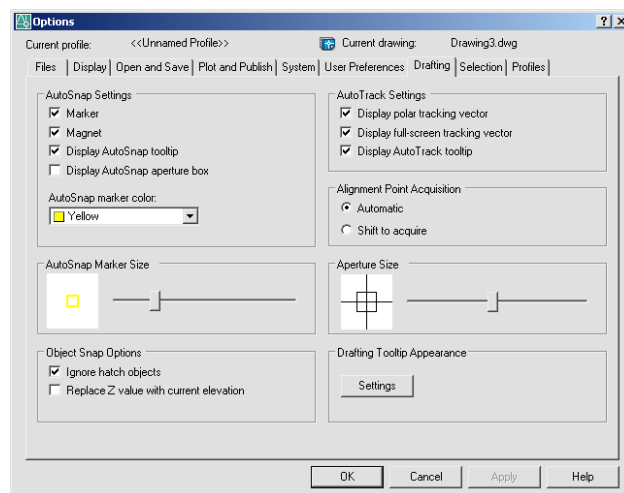 Options
Current profile: <<Unnamed Profile>> Current drawing: Drawing3.dwg
Files Display Open and Save Plot and Publish System User Preferences Drafting Selection Profiles
AutoSnap Settings
Marker
Magnet
Display AutoSnap tooltip
Display AutoSnap aperture box
AutoSnap marker color:
Yellow
AutoTrack Settings
Display polar tracking vector
Display full-screen tracking vector
Display AutoTrack tooltip
Alignment Point Acquisition
Automatic
Shift to acquire
AutoSnap Marker Size
Aperture Size
Object Snap Options
Ignore hatch objects
Replace Z value with current elevation
Drafting Tooltip Appearance
Settings
OK Cancel Apply Help